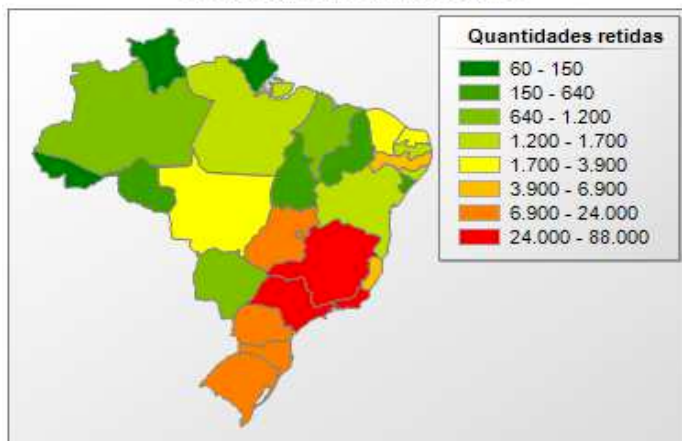 Quantidades retidas
60 - 150
150 - 640
640 - 1.200
1.200 - 1.700
1.700 - 3.900
3.900 - 6.900
6.900 - 24.000
24.000 - 88.000